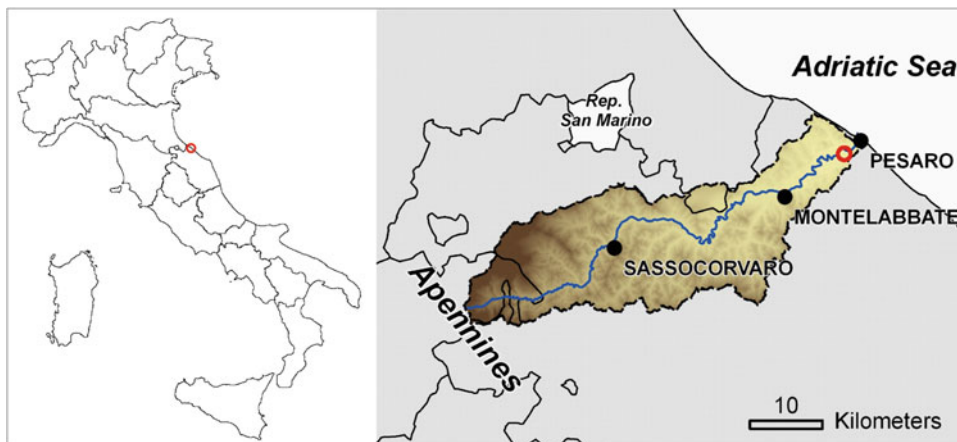 Adriatic Sea
Rep.
San Marino
PESARO
MONTELABBATE
SASSOCORVARO
Apennines
10
Kilometers